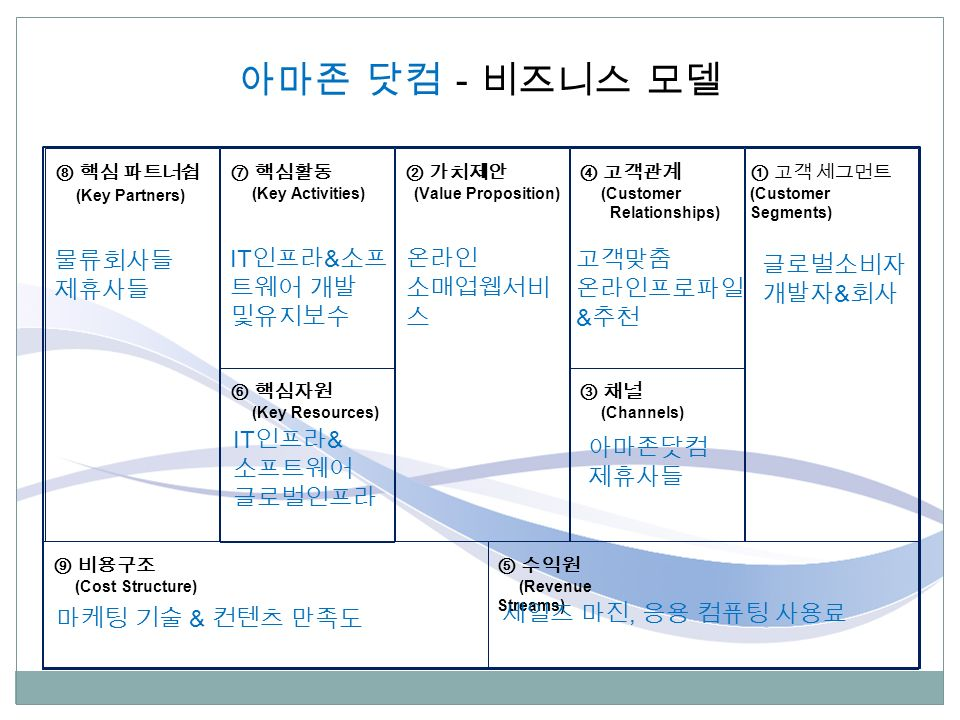 아마존 닷컴 - 비즈니스 모델
⑧ 핵심 파트너쉽
(Key Partners)
물류회사들
제휴사들
⑦ 핵심활동
(Key Activities)
IT인프라&소프
트웨어 개발
및유지보수
⑥ 핵심자원
(Key Resources)
IT인프라&
소프트웨어
글로벌인프라
② 가치제안
(Value Proposition)
온라인
소매업웹서비
스
④ 고객관계
(Customer
Relationships)
고객맞춤
온라인프로파일
&추천
③ 채널
(Channels)
아마존닷컴
제휴사들
① 고객 세그먼트
(Customer
Segments)
글로벌소비자
개발자&회사
⑨ 비용구조
(Cost Structure)
마케팅 기술 & 컨텐츠 만족도
⑤ 수익원
(Revenue
Streams)
세일즈 마진, 응용 컴퓨팅 사용료